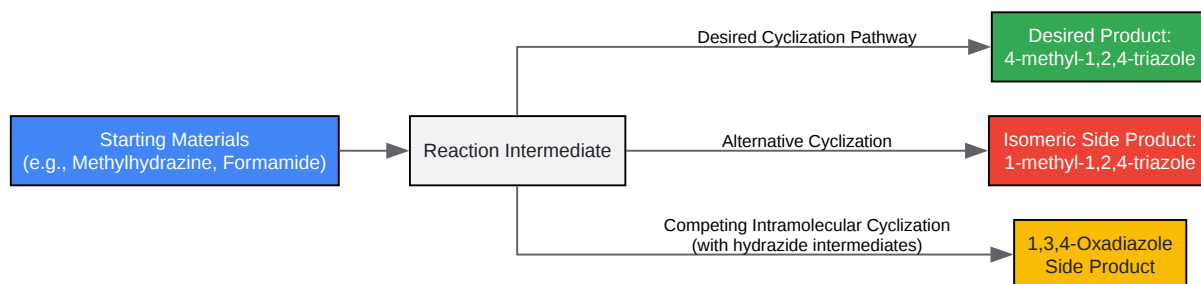 Desired Cyclization Pathway
Desired Product:
4-methyl-1,2,4-triazole
Starting Materials
(e.g., Methylhydrazine, Formamide)
Reaction Intermediate
Alternative Cyclization
Isomeric Side Product:
1-methyl-1,2,4-triazole
Competing Intramolecular Cyclization
(with hydrazide intermediates)
1,3,4-Oxadiazole
Side Product